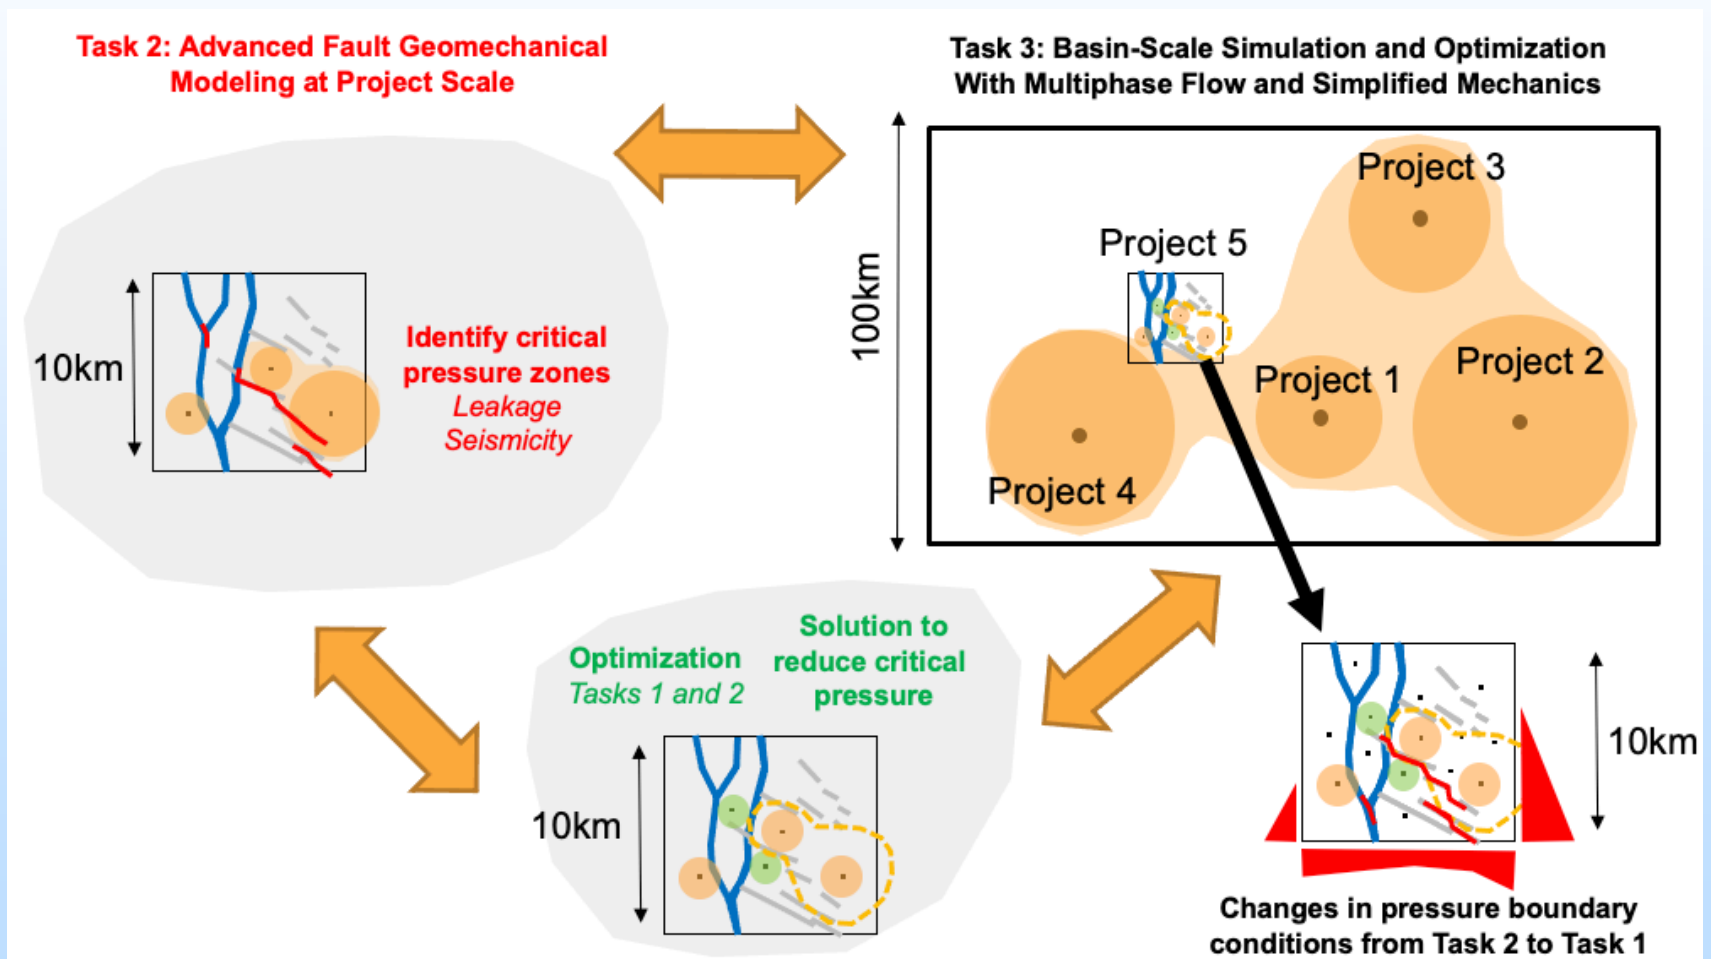 Task 2: Advanced Fault Geomechanical
Modeling at Project Scale
10km
Identify critical
pressure zones
Leakage
Seismicity
Task 3: Basin-Scale Simulation and Optimization
With Multiphase Flow and Simplified Mechanics
100km
Project 3
Project 5
Project 1
Project 2
Project 4
Optimization
Tasks 1 and 2
Solution to
reduce critical
pressure
10km
10km
Changes in pressure boundary
conditions from Task 2 to Task 1